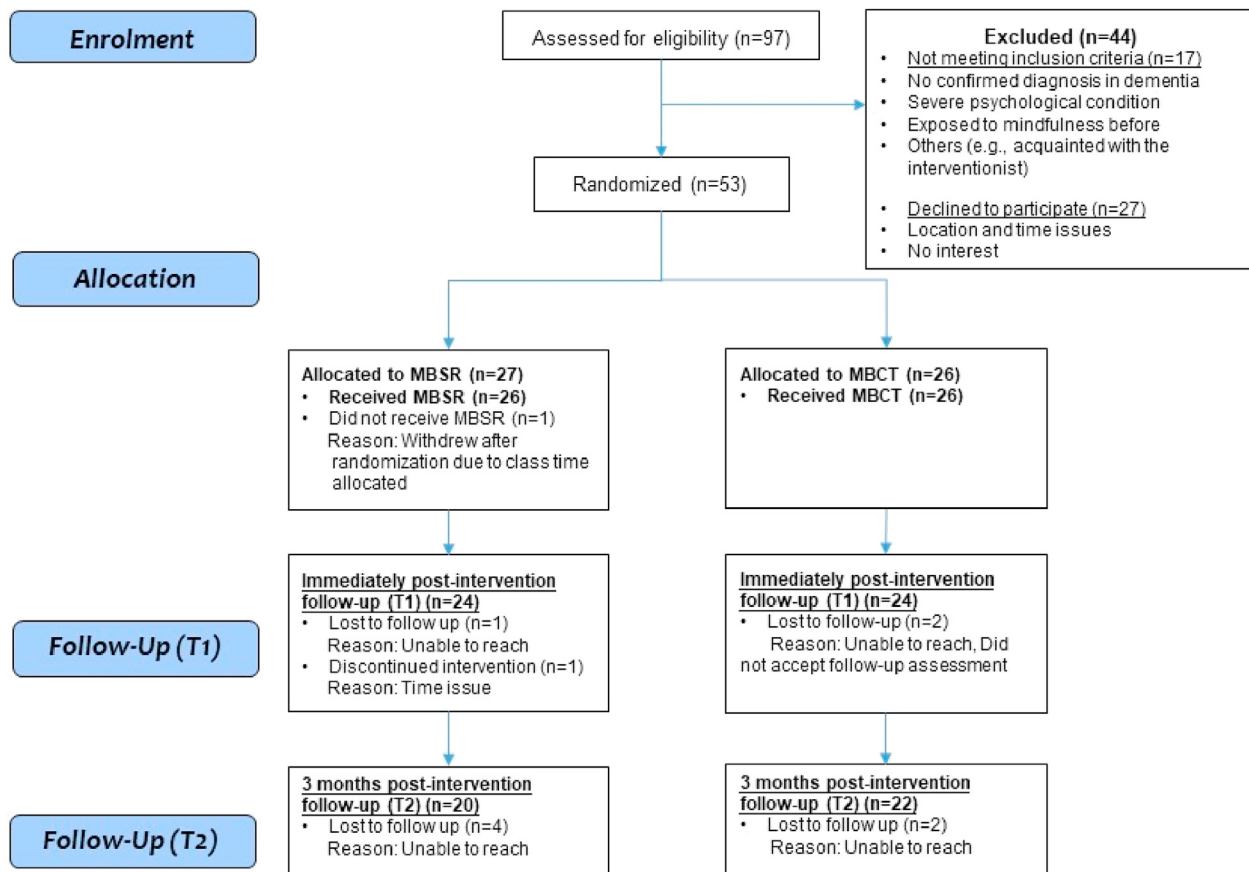 Enrolment
Assessed for eligibility (n=97)
Excluded (n=44)
• Not meeting inclusion criteria (n=17)
• No confirmed diagnosis in dementia
• Severe psychological condition
• Exposed to mindfulness before
• Others (e.g., acquainted with the
interventionist)
• Declined to participate (n=27)
• Location and time issues
• No interest
Randomized (n=53)
Allocation
Allocated to MBSR (n=27)
• Received MBSR (n=26)
• Did not receive MBSR (n=1)
Reason: Withdrew after
randomization due to class time
allocated
Allocated to MBCT (n=26)
• Received MBCT (n=26)
Follow-Up (T1)
Immediately post-intervention
follow-up (T1) (n=24)
• Lost to follow up (n=1)
Reason: Unable to reach
• Discontinued intervention (n=1)
Reason: Time issue
Immediately post-intervention
follow-up (T1) (n=24)
• Lost to follow-up (n=2)
Reason: Unable to reach, Did
not accept follow-up assessment
Follow-Up (T2)
3 months post-intervention
follow-up (T2) (n=20)
• Lost to follow up (n=4)
Reason: Unable to reach
3 months post-intervention
follow-up (T2) (n=22)
• Lost to follow up (n=2)
Reason: Unable to reach